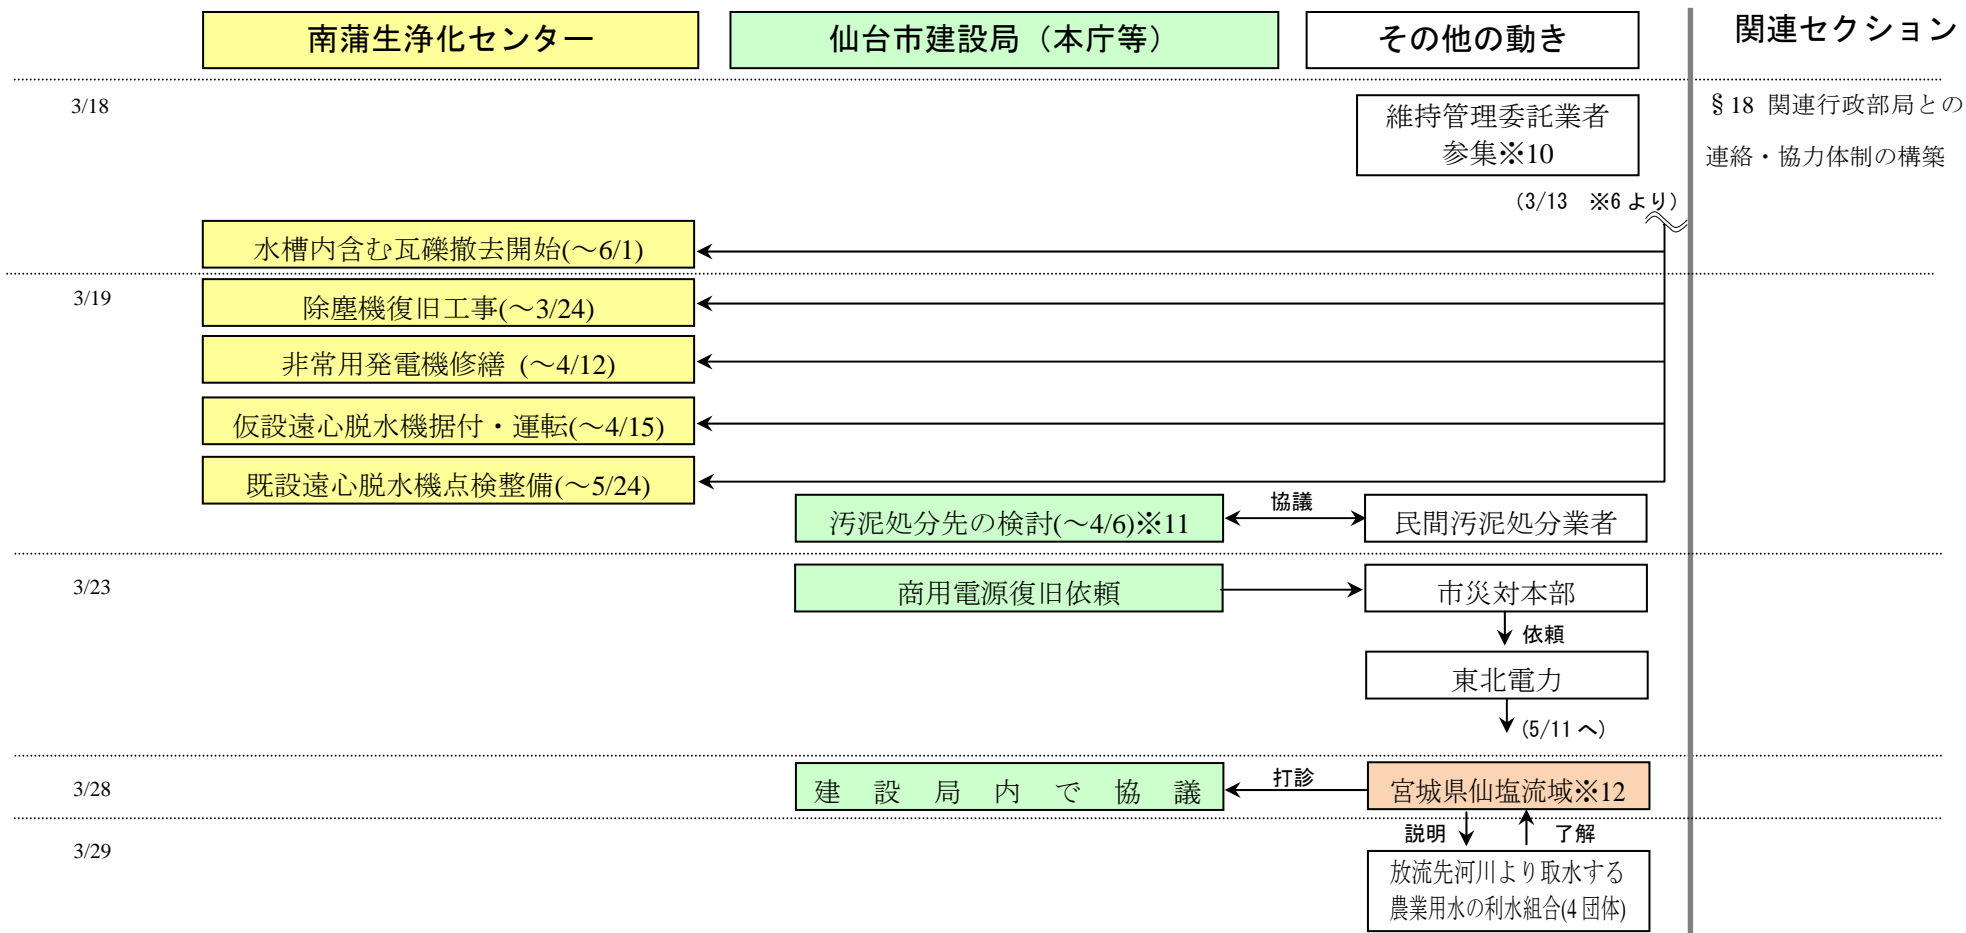 南蒲生浄化センター
仙台市建設局（本庁等）
その他の動き
関連セクション
3/18
維持管理委託業者
参集※10
§18 関連行政部局との
連絡・協力体制の構築
（3/13 ※6より）
水槽内含む瓦礫撤去開始(～6/1)
3/19
除塵機復旧工事(～3/24)
非常用発電機修繕 (～4/12)
仮設遠心脱水機据付・運転(～4/15)
既設遠心脱水機点検整備(～5/24)
汚泥処分先の検討(～4/6)※11
協議
民間汚泥処分業者
3/23
商用電源復旧依頼
市災対本部
依頼
東北電力
(5/11へ)
3/28
建設局内で協議
打診
宮城県仙塩流域※12
説明
了解
3/29
放流先河川より取水する
農業用水の利水組合(4団体)